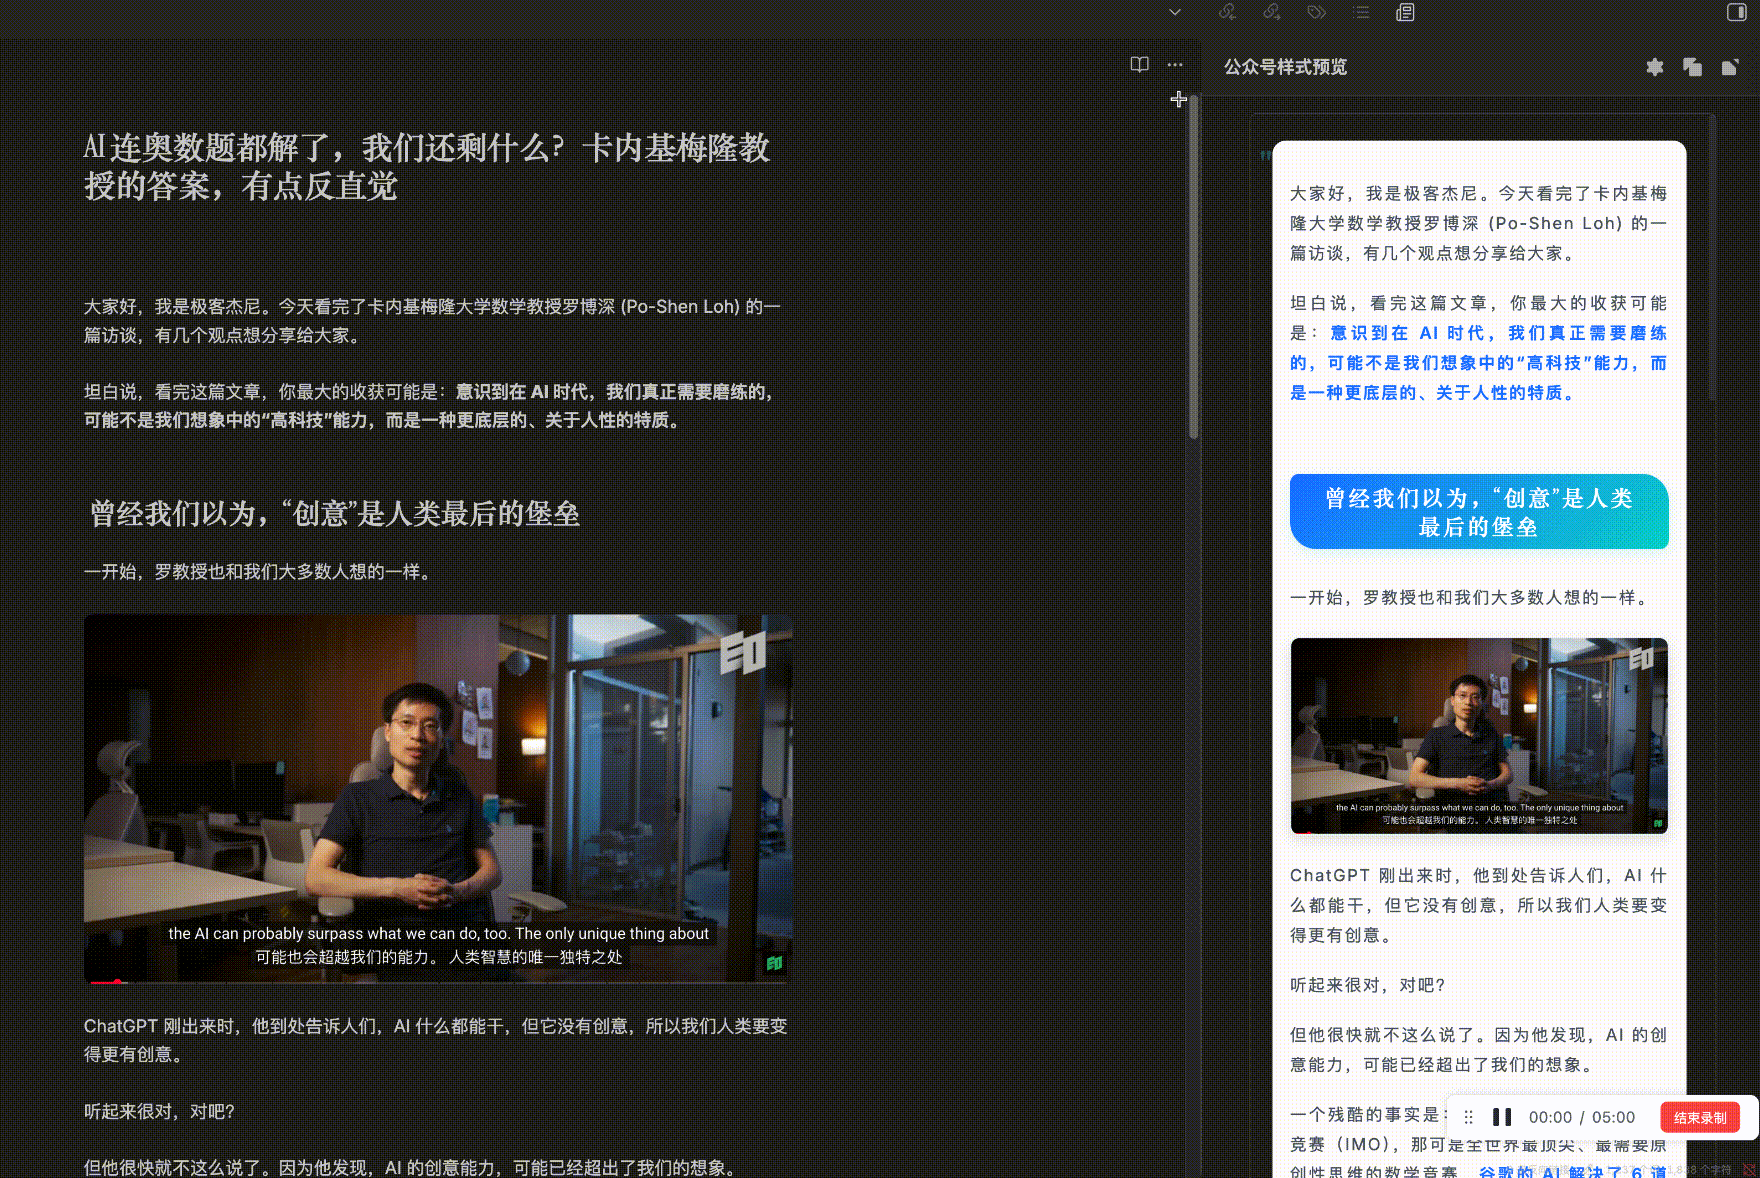 公众号样式预览
AI 连奥数题都解了，我们还剩什么？卡内基梅隆教
授的答案，有点反直觉
大家好，我是极客杰尼。今天看完了卡内基梅隆大学数学教授罗博深 (Po-Shen Loh) 的一
篇访谈，有几个观点想分享给大家。
坦白说，看完这篇文章，你最大的收获可能是：意识到在 AI 时代，我们真正需要磨练的，
可能不是我们想象中的“高科技”能力，而是一种更底层的、关于人性的特质。
曾经我们以为，“创意”是人类最后的堡垒
一开始，罗教授也和我们大多数人想的一样。
EO
the AI can probably surpass what we can do, too. The only unique thing about
可能也会超越我们的能力。 人类智慧的唯一独特之处
EO
ChatGPT 刚出来时，他到处告诉人们，AI 什么都能干，但它没有创意，所以我们人类要变
得更有创意。
听起来很对，对吧？
但他很快就不这么说了。因为他发现，AI 的创意能力，可能已经超出了我们的想象。
大家好，我是极客杰尼。今天看完了卡内基梅
隆大学数学教授罗博深 (Po-Shen Loh) 的一
篇访谈，有几个观点想分享给大家。
坦白说，看完这篇文章，你最大的收获可能
是：意识到在 AI 时代，我们真正需要磨练
的，可能不是我们想象中的“高科技”能力，而
是一种更底层的、关于人性的特质。
曾经我们以为，“创意”是人类
最后的堡垒
一开始，罗教授也和我们大多数人想的一样。
EO
the AI can probably surpass what we can do, too. The only unique thing about
可能也会超越我们的能力。 人类智慧的唯一独特之处
EO
ChatGPT 刚出来时，他到处告诉人们，AI 什
么都能干，但它没有创意，所以我们人类要变
得更有创意。
听起来很对，对吧？
但他很快就不这么说了。因为他发现，AI 的创
意能力，可能已经超出了我们的想象。
一个残酷的事实是：
竞赛（IMO），那可是全世界最顶尖、最需要原
创性思维的数学竞赛，谷歌的 AI 解决了 6 道
00:00 / 05:00
结束录制
个字符